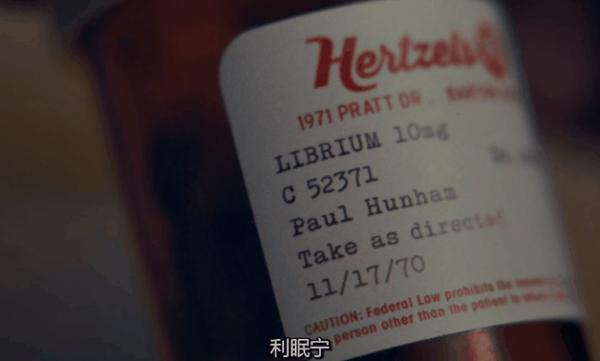 Hertzels
1971 PRATT DR.
LIBRIUM 10mg
C 52371
Paul Hunham
Take as directed
11/17/70
CAUTION: Federal Law prohibits the
person other than the patient
利眠宁